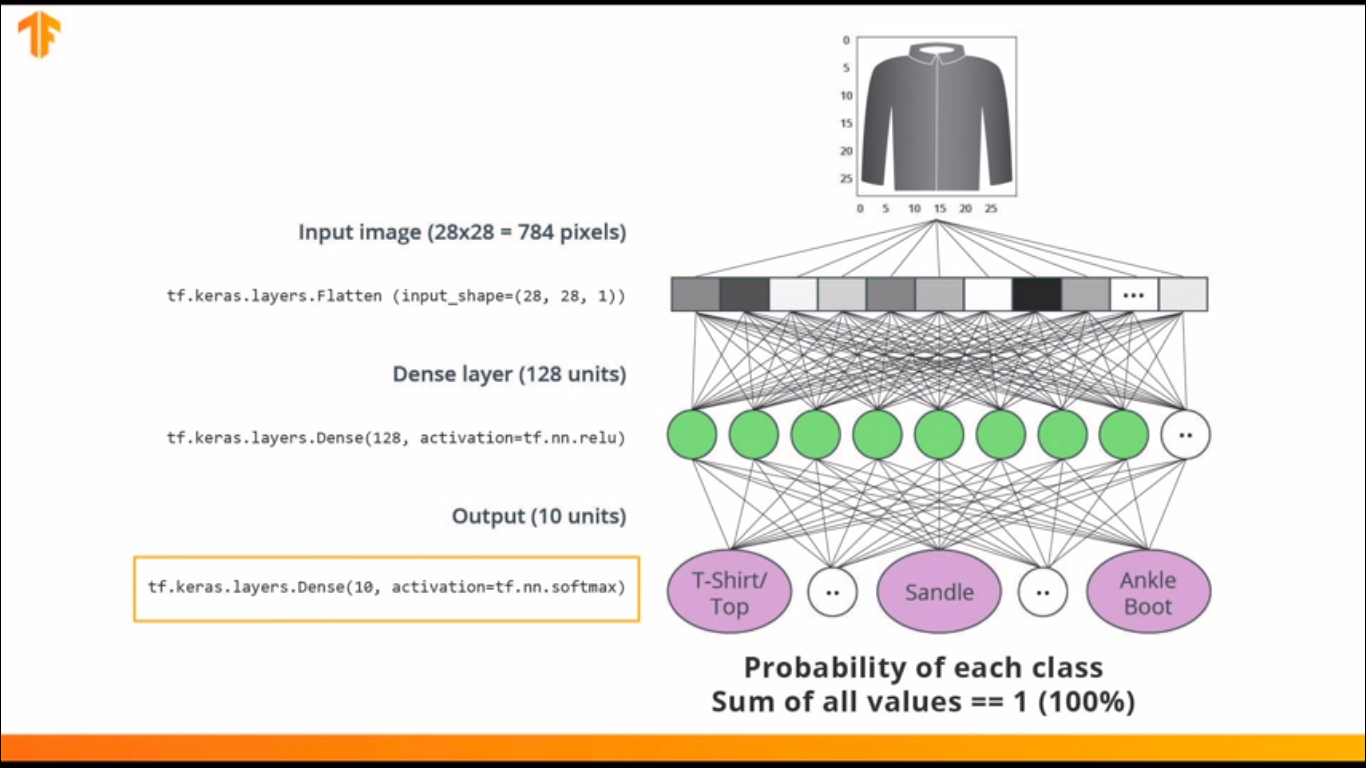 0
5
10
15
20
25
0 5 10 15 20 25
Input image (28x28 = 784 pixels)
tf.keras.layers.Flatten (input_shape=(28, 28, 1))
...
Dense layer (128 units)
tf.keras.layers.Dense(128, activation=tf.nn.relu)
..
Output (10 units)
tf.keras.layers.Dense(10, activation=tf.nn.softmax)
T-Shirt/
Top
..
Sandle
..
Ankle
Boot
Probability of each class
Sum of all values == 1 (100%)